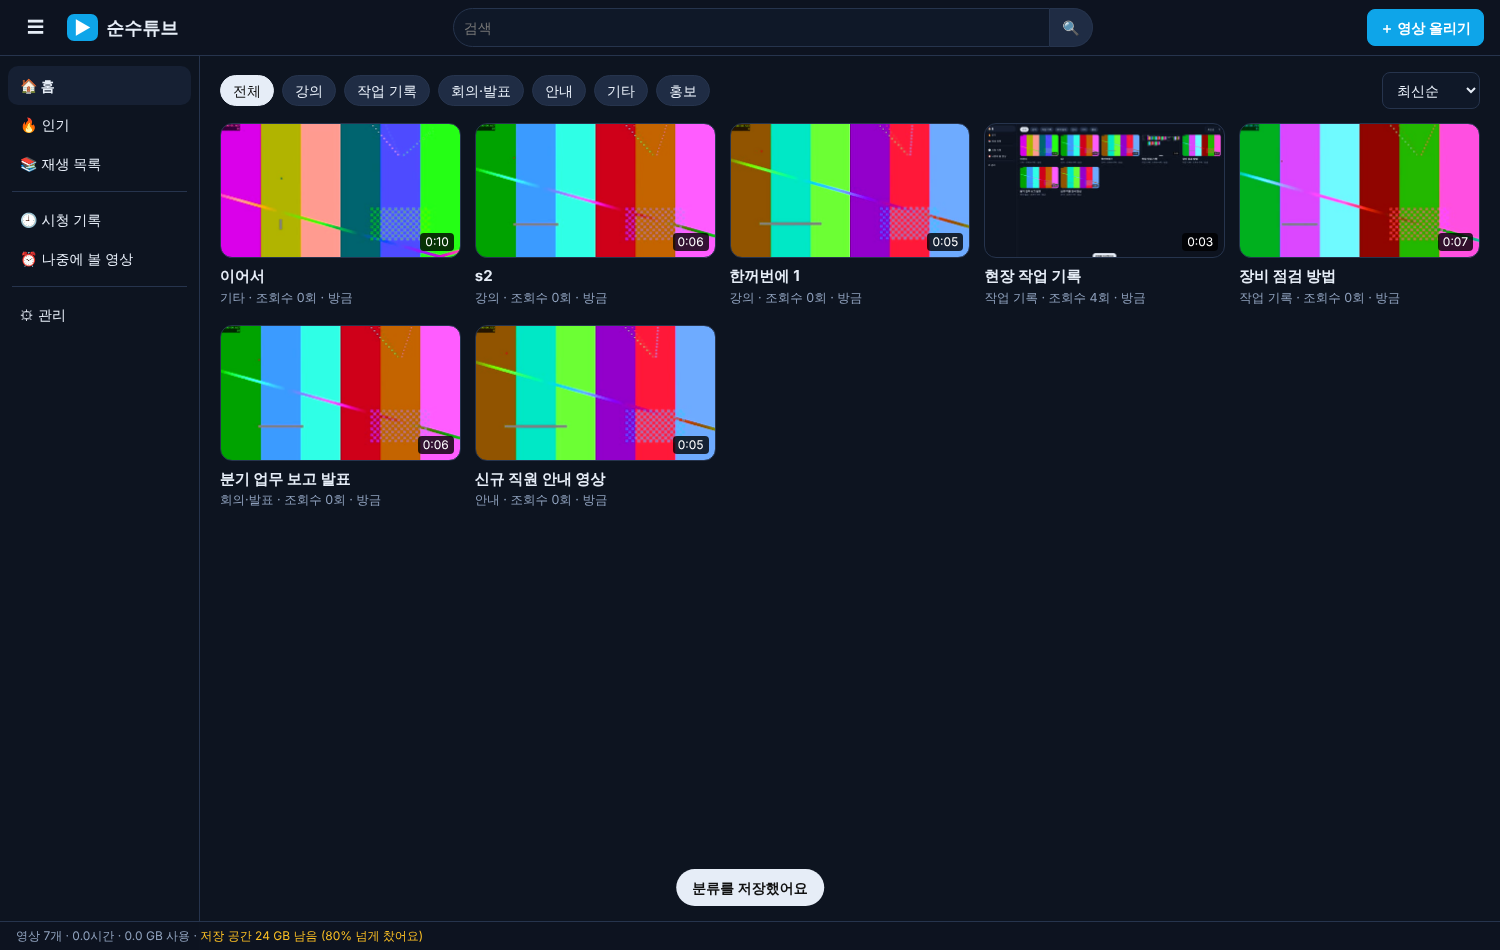 순수튜브
검색
+ 영상 올리기
홈
인기
재생 목록
시청 기록
나중에 볼 영상
관리
전체 강의 작업 기록 회의·발표 안내 기타 홍보
최신순
0:10 0:06 0:05 0:03 0:07
이어서
기타 · 조회수 0회 · 방금
s2
강의 · 조회수 0회 · 방금
한꺼번에 1
강의 · 조회수 0회 · 방금
현장 작업 기록
작업 기록 · 조회수 4회 · 방금
장비 점검 방법
작업 기록 · 조회수 0회 · 방금
0:06 0:05
분기 업무 보고 발표
회의·발표 · 조회수 0회 · 방금
신규 직원 안내 영상
안내 · 조회수 0회 · 방금
분류를 저장했어요
영상 7개 · 0.0시간 · 0.0 GB 사용 · 저장 공간 24 GB 남음 (80% 넘게 찼어요)